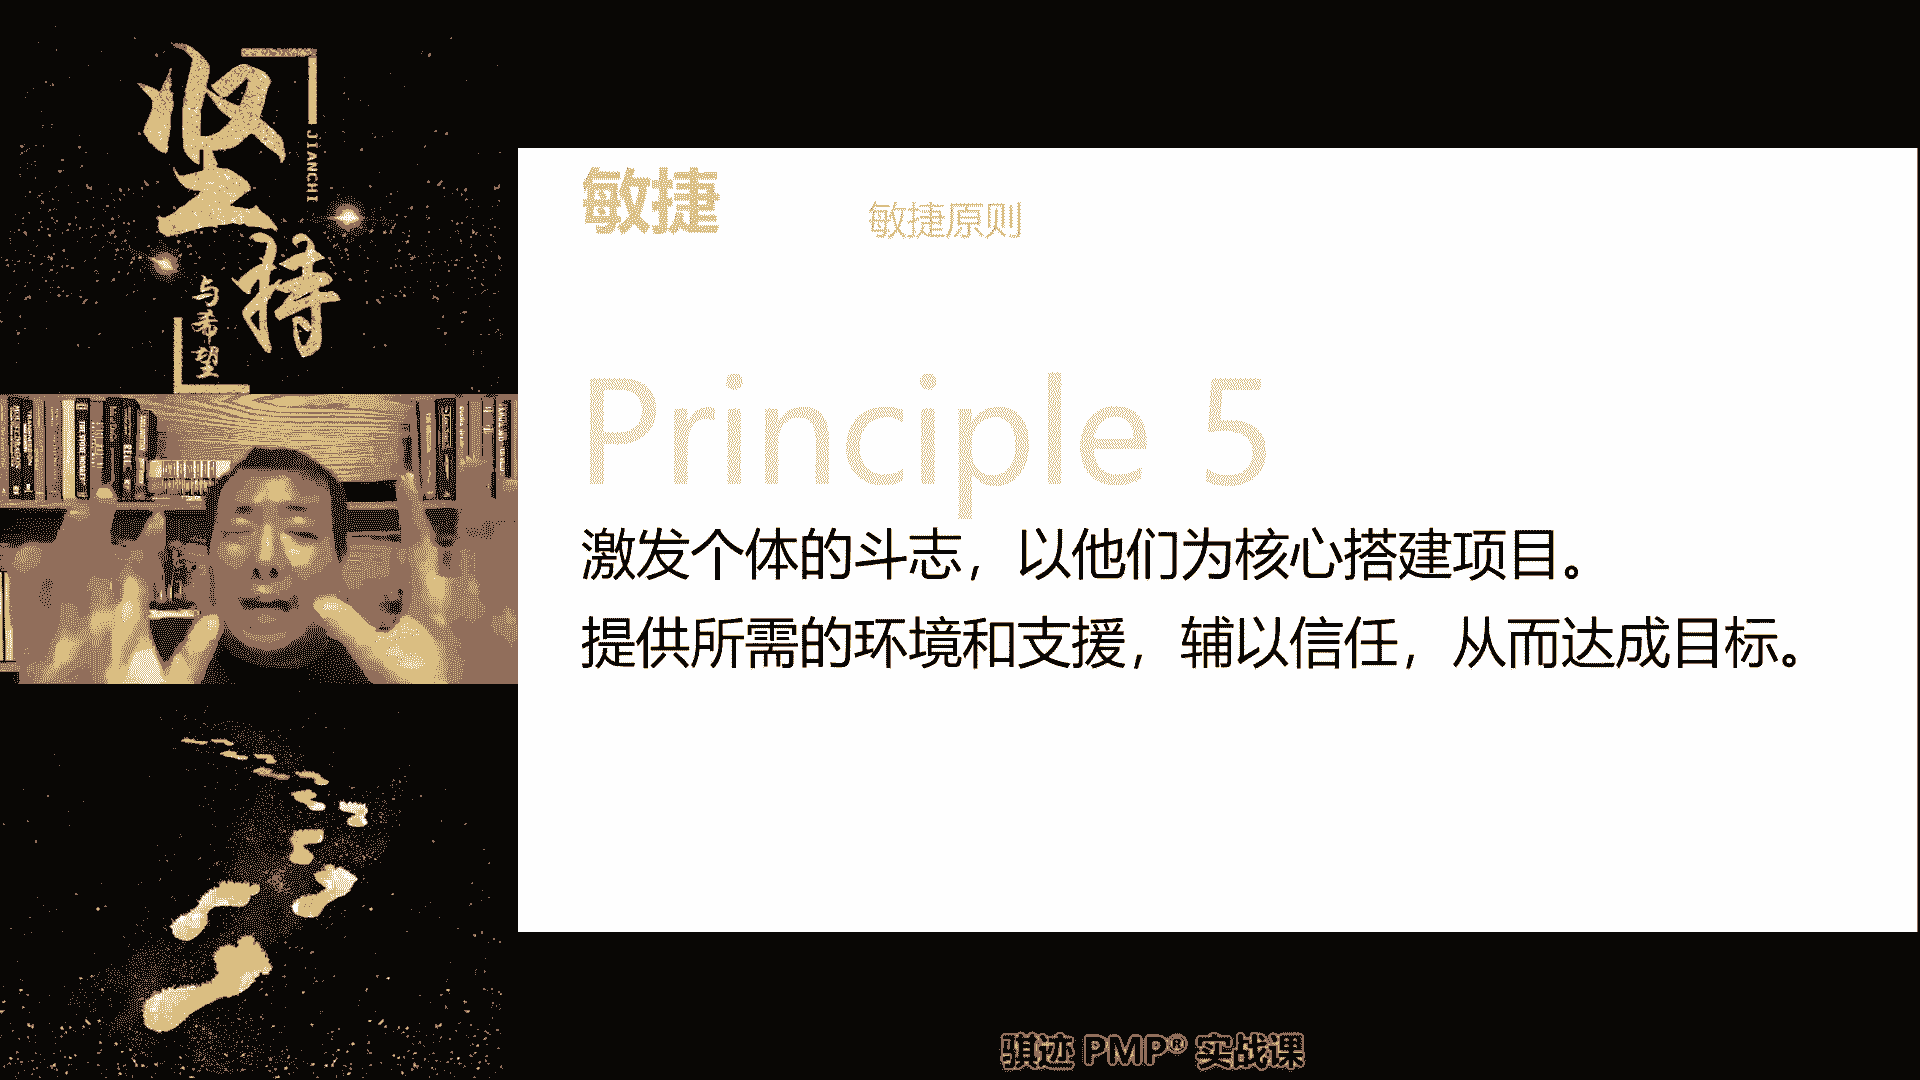 坚持
JIANCHI
与希望
敏捷
敏捷原则
Principle 5
激发个体的斗志，以他们为核心搭建项目。
提供所需的环境和支援，辅以信任，从而达成目标。
骐迹 PMP® 实战课